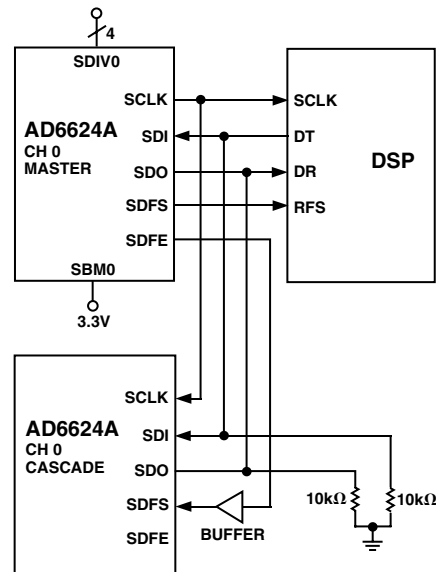 4
SDIV0
AD6624A
CH 0
MASTER
SCLK
SDI
SDO
SDFS
SDFE
SBM0
3.3V
SCLK
DT
DR
RFS
DSP
AD6624A
CH 0
CASCADE
SCLK
SDI
SDO
SDFS
SDFE
BUFFER
10kΩ
10kΩ